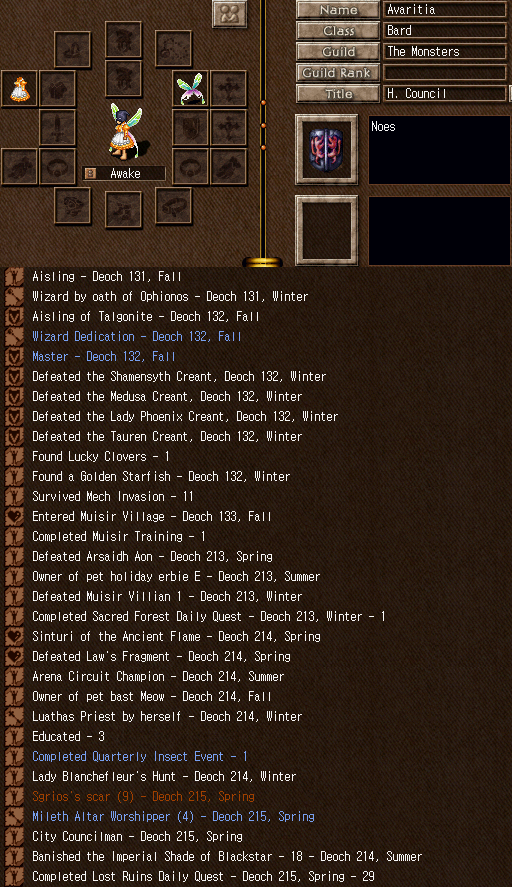 Name Avaritia
Class Bard
Guild The Monsters
Guild Rank
Title H. Council
Noes
Awake
Aisling - Deoch 131, Fall
Wizard by oath of Ophionos - Deoch 131, Winter
Aisling of Talgonite - Deoch 132, Fall
Wizard Dedication - Deoch 132, Fall
Master - Deoch 132, Fall
Defeated the Shamensyth Creant, Deoch 132, Winter
Defeated the Medusa Creant, Deoch 132, Winter
Defeated the Lady Phoenix Creant, Deoch 132, Winter
Defeated the Tauren Creant, Deoch 132, Winter
Found Lucky Clovers - 1
Found a Golden Starfish - Deoch 132, Winter
Survived Mech Invasion - 11
Entered Muisir Village - Deoch 133, Fall
Completed Muisir Training - 1
Defeated Arsaidh Aon - Deoch 213, Spring
Owner of pet holiday erbie E - Deoch 213, Summer
Defeated Muisir Villian 1 - Deoch 213, Winter
Completed Sacred Forest Daily Quest - Deoch 213, Winter - 1
Sinturi of the Ancient Flame - Deoch 214, Spring
Defeated Law's Fragment - Deoch 214, Spring
Arena Circuit Champion - Deoch 214, Summer
Owner of pet bast Meow - Deoch 214, Fall
Luathas Priest by herself - Deoch 214, Winter
Educated - 3
Completed Quarterly Insect Event - 1
Lady Blanchefleur's Hunt - Deoch 214, Winter
Sgrios's scar (9) - Deoch 215, Spring
Mileth Altar Worshipper (4) - Deoch 215, Spring
City Councilman - Deoch 215, Spring
Banished the Imperial Shade of Blackstar - 18 - Deoch 214, Summer
Completed Lost Ruins Daily Quest - Deoch 215, Spring - 29